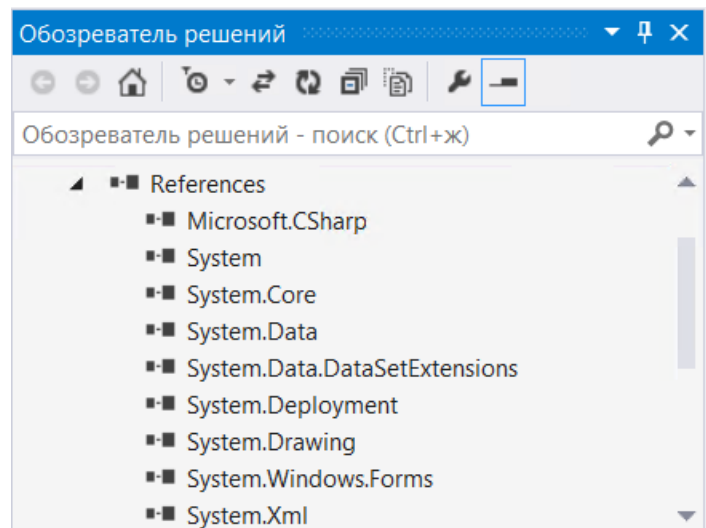 Обозреватель решений
Обозреватель решений - поиск (Ctrl+ж)
References
Microsoft.CSharp
System
System.Core
System.Data
System.Data.DataSetExtensions
System.Deployment
System.Drawing
System.Windows.Forms
System.Xml